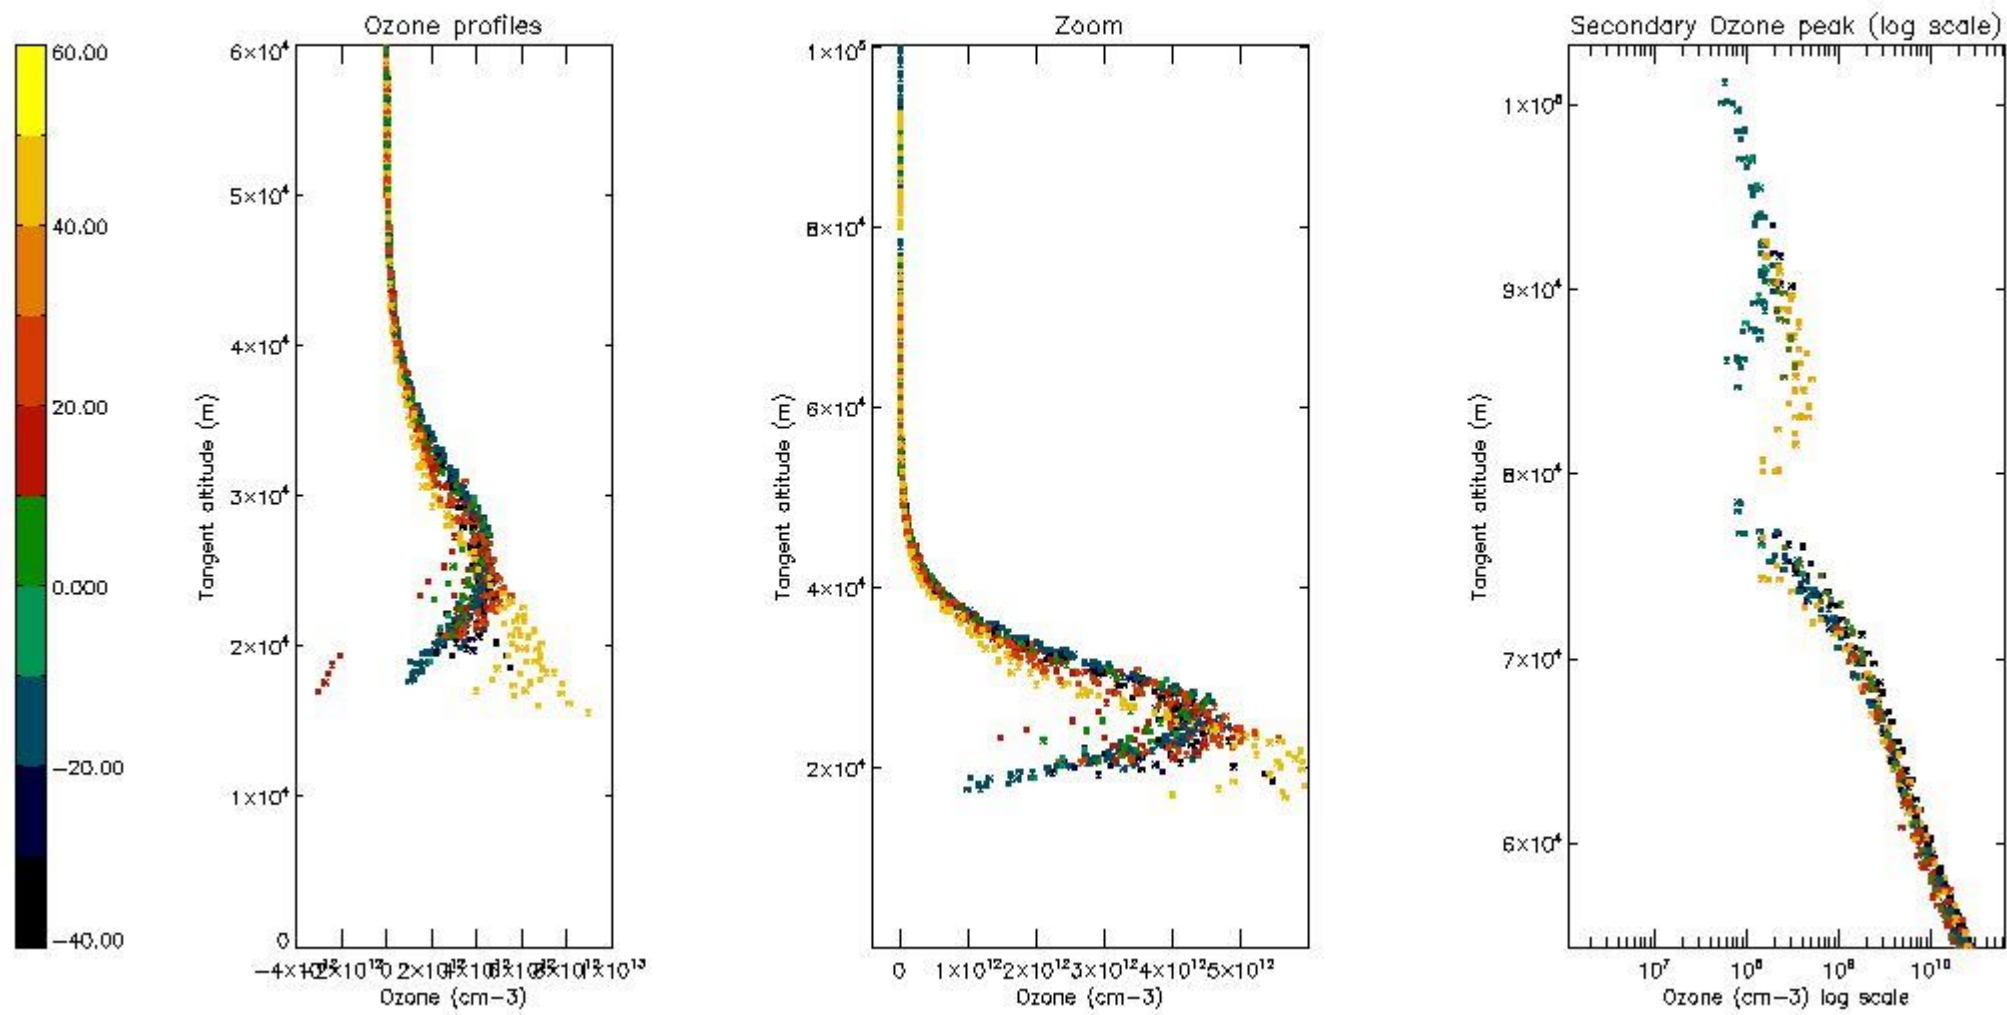 Ozone profiles
Zoom
Secondary Ozone peak (log scale)
60.00
40.00
20.00
0.000
−20.00
−40.00
6×10⁴
5×10⁴
4×10⁴
3×10⁴
2×10⁴
1×10⁴
0
Tangent altitude (m)
Ozone (cm−3)
1×10⁵
8×10⁴
6×10⁴
4×10⁴
2×10⁴
Tangent altitude (m)
0 1×10¹² 2×10¹² 3×10¹² 4×10¹² 5×10¹²
Ozone (cm−3)
9×10⁴
8×10⁴
7×10⁴
6×10⁴
Tangent altitude (m)
10⁷ 10¹⁰
Ozone (cm−3) log scale